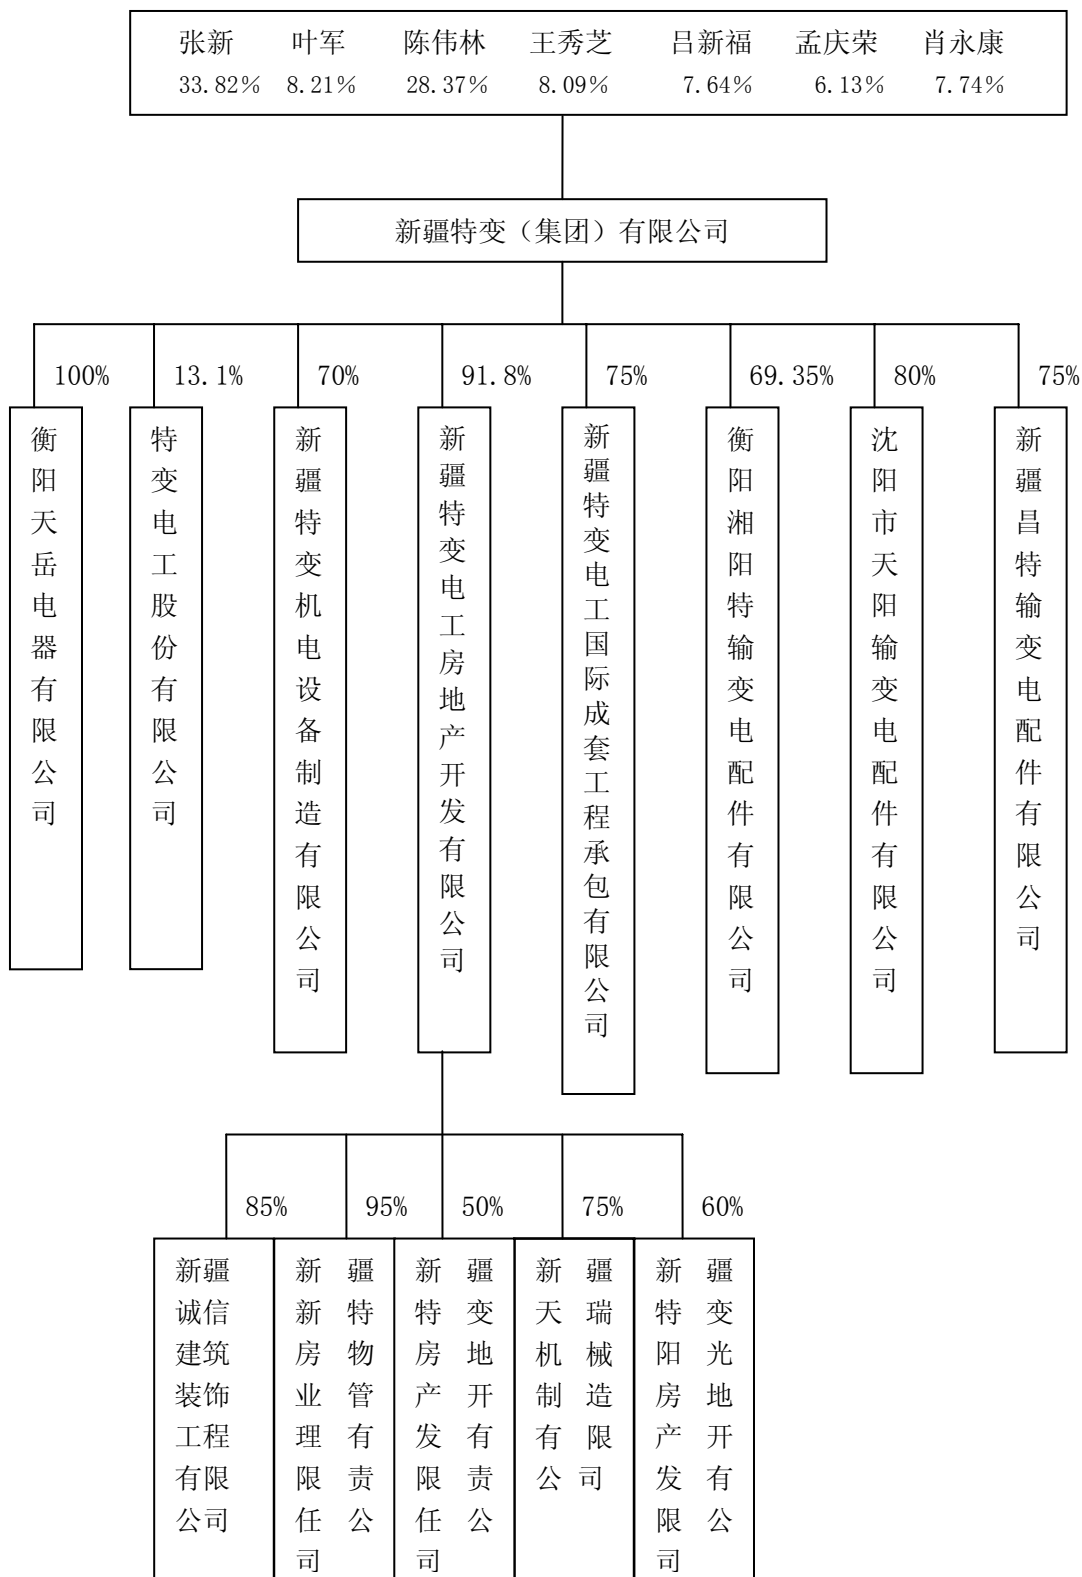 张新 叶军 陈伟林 王秀芝 吕新福 孟庆荣 肖永康
33.82% 8.21% 28.37% 8.09% 7.64% 6.13% 7.74%
新疆特变（集团）有限公司
100% 13.1% 70% 91.8% 75% 69.35% 80% 75%
衡阳天岳电器有限公司
特变电工股份有限公司
新疆特变机电设备制造有限公司
新疆特变电工房地产开发有限公司
新疆特变电工国际成套工程承包有限公司
衡阳湘阳特输变电配件有限公司
沈阳市天阳输变电配件有限公司
新疆昌特输变电配件有限公司
85% 95% 50% 75% 60%
新疆
诚信
建筑
装饰
工程
有限
公司
新疆
新特
房物
业管
理有
限责
任公
司
新疆
特变
房地
产开
发有
限责
任公
司
新疆
天瑞
机械
制造
有限
公司
新疆
特变
阳光
房地
产开
发有
限公
司